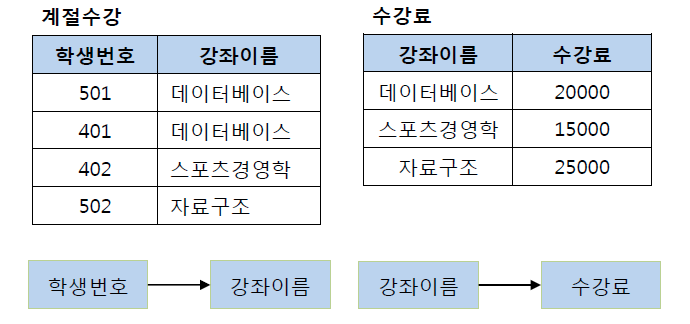 계절수강
학생번호 강좌이름
501 데이터베이스
401 데이터베이스
402 스포츠경영학
502 자료구조
수강료
강좌이름 수강료
데이터베이스 20000
스포츠경영학 15000
자료구조 25000
학생번호 강좌이름
강좌이름 수강료